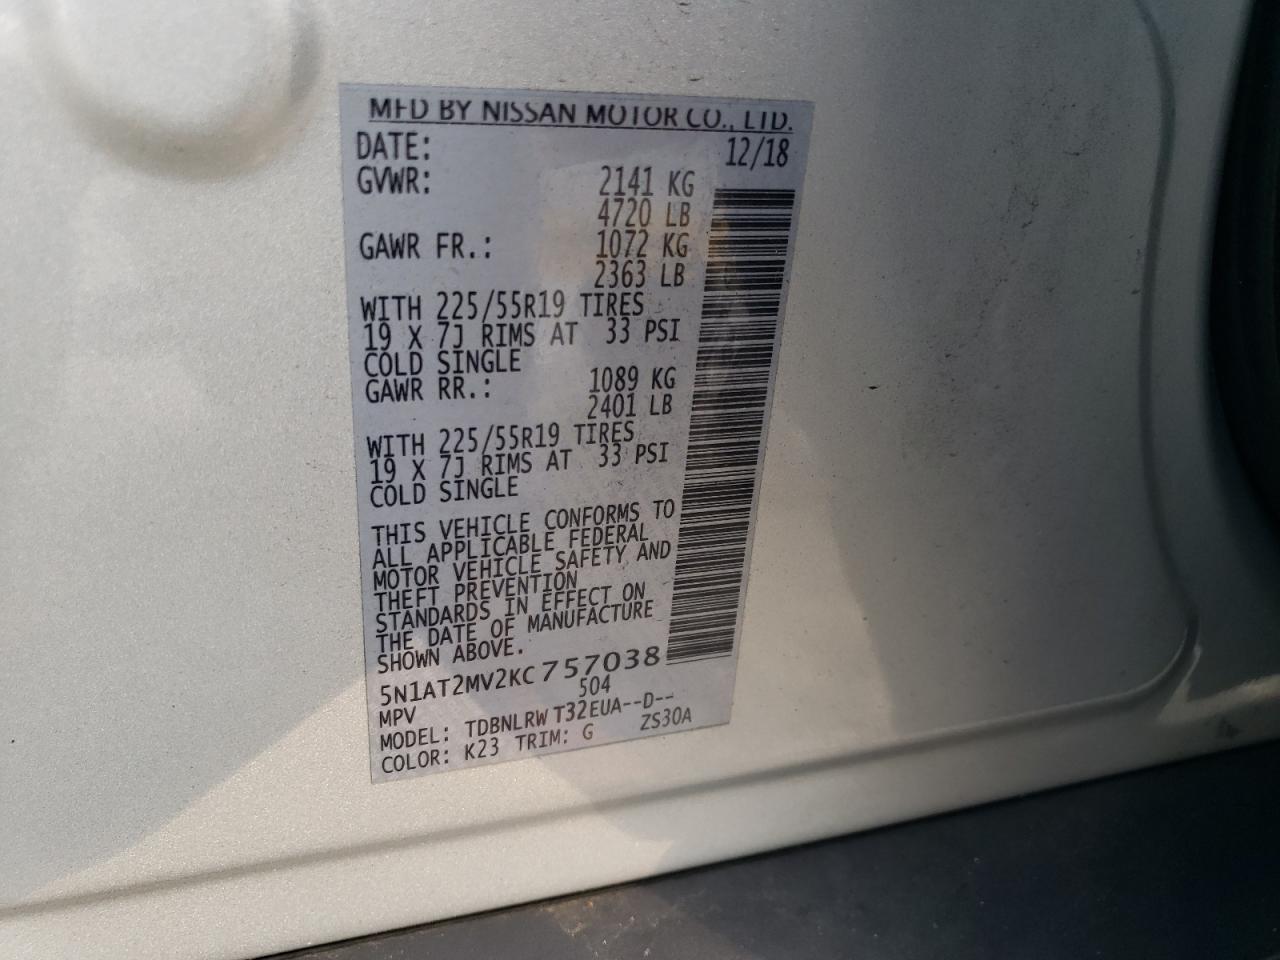 MFD BY NISSAN MOTOR CO., LTD.
DATE: 12/18
GVWR: 2141 KG
4720 LB
GAWR FR.: 1072 KG
2363 LB
WITH 225/55R19 TIRES
19 X 7J RIMS AT 33 PSI
COLD SINGLE
GAWR RR.: 1089 KG
2401 LB
WITH 225/55R19 TIRES
19 X 7J RIMS AT 33 PSI
COLD SINGLE
THIS VEHICLE CONFORMS TO
ALL APPLICABLE FEDERAL
MOTOR VEHICLE SAFETY AND
THEFT PREVENTION
STANDARDS IN EFFECT ON
THE DATE OF MANUFACTURE
SHOWN ABOVE.
5N1AT2MV2KC757038
MPV 504
MODEL: TDBNLRW T32EUA--D--
COLOR: K23 TRIM: G ZS30A